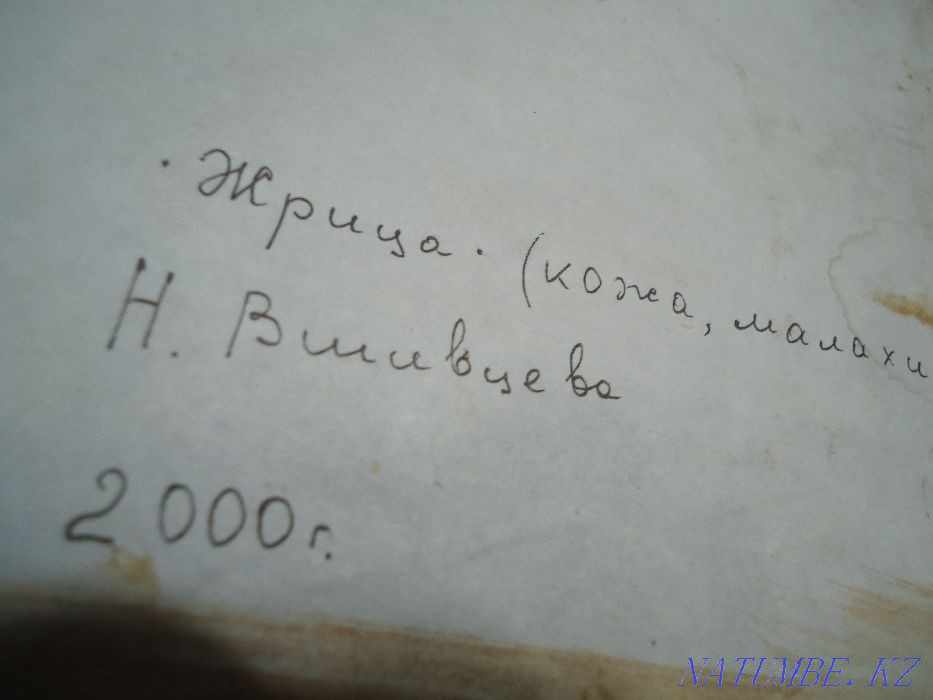 · Жрица. (кожа, малахи
Н. Вшивцева
2000г.
NATUMBE.KZ